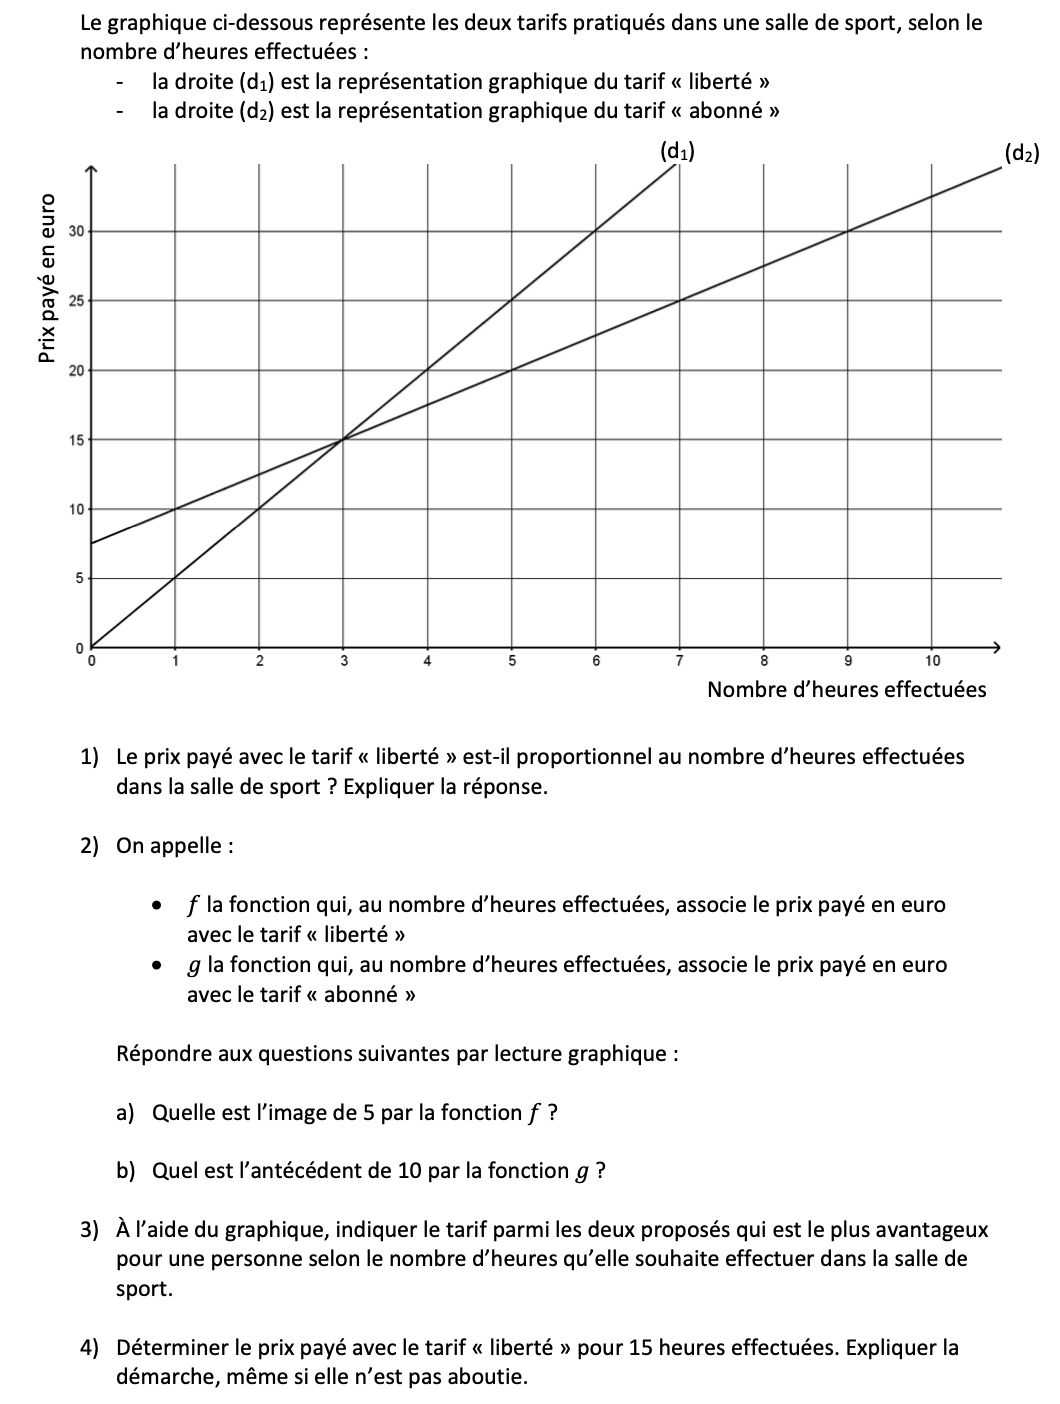 Le graphique ci-dessous représente les deux tarifs pratiqués dans une salle de sport, selon le
nombre d’heures effectuées :
- la droite (d₁) est la représentation graphique du tarif « liberté »
- la droite (d₂) est la représentation graphique du tarif « abonné »
(d₁)
(d₂)
Prix payé en euro
30
25
20
15
10
5
0
0 1 2 3 4 5 6 7 8 9 10
Nombre d’heures effectuées
1) Le prix payé avec le tarif « liberté » est-il proportionnel au nombre d’heures effectuées
dans la salle de sport ? Expliquer la réponse.
2) On appelle :
• f la fonction qui, au nombre d’heures effectuées, associe le prix payé en euro
avec le tarif « liberté »
• g la fonction qui, au nombre d’heures effectuées, associe le prix payé en euro
avec le tarif « abonné »
Répondre aux questions suivantes par lecture graphique :
a) Quelle est l’image de 5 par la fonction f ?
b) Quel est l’antécédent de 10 par la fonction g ?
3) À l’aide du graphique, indiquer le tarif parmi les deux proposés qui est le plus avantageux
pour une personne selon le nombre d’heures qu’elle souhaite effectuer dans la salle de
sport.
4) Déterminer le prix payé avec le tarif « liberté » pour 15 heures effectuées. Expliquer la
démarche, même si elle n’est pas aboutie.